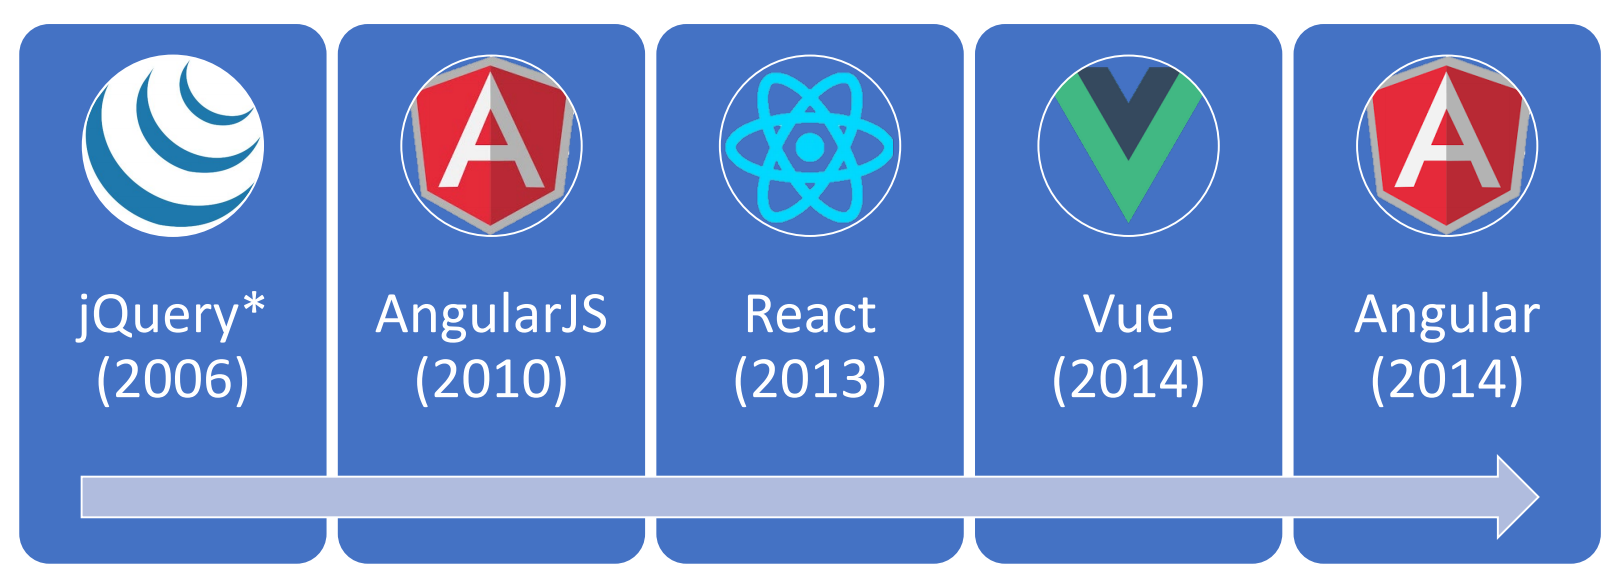 jQuery*
(2006)
AngularJS
(2010)
React
(2013)
Vue
(2014)
Angular
(2014)